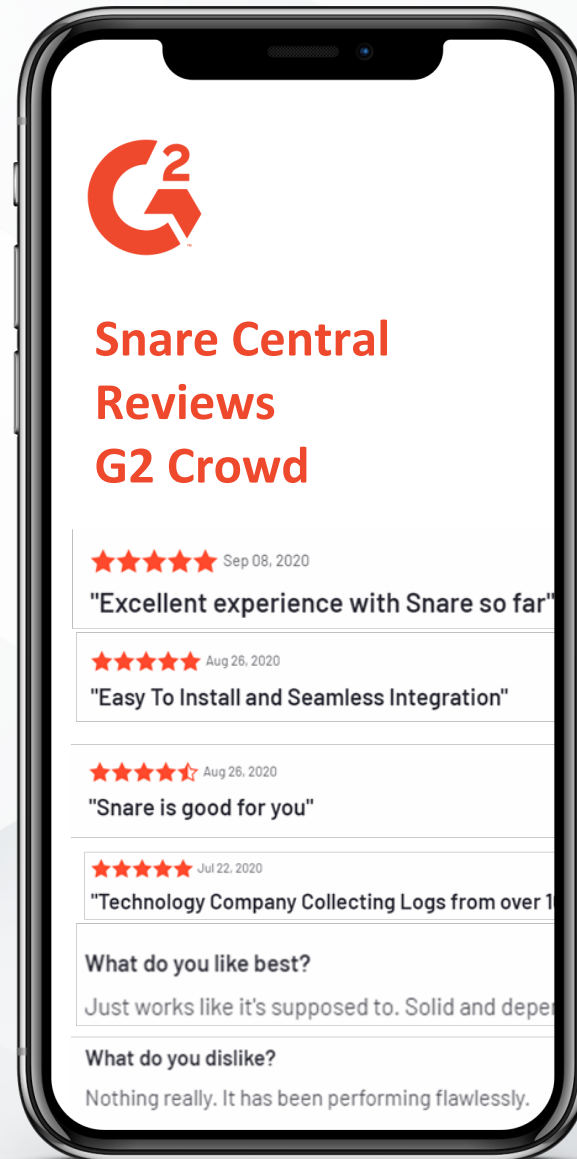 G2
Snare Central
Reviews
G2 Crowd
Sep 08, 2020
"Excellent experience with Snare so far"
Aug 26, 2020
"Easy To Install and Seamless Integration"
Aug 26, 2020
"Snare is good for you"
Jul 22, 2020
"Technology Company Collecting Logs from over
What do you like best?
Just works like it's supposed to. Solid and
What do you dislike?
Nothing really. It has been performing flawlessly.